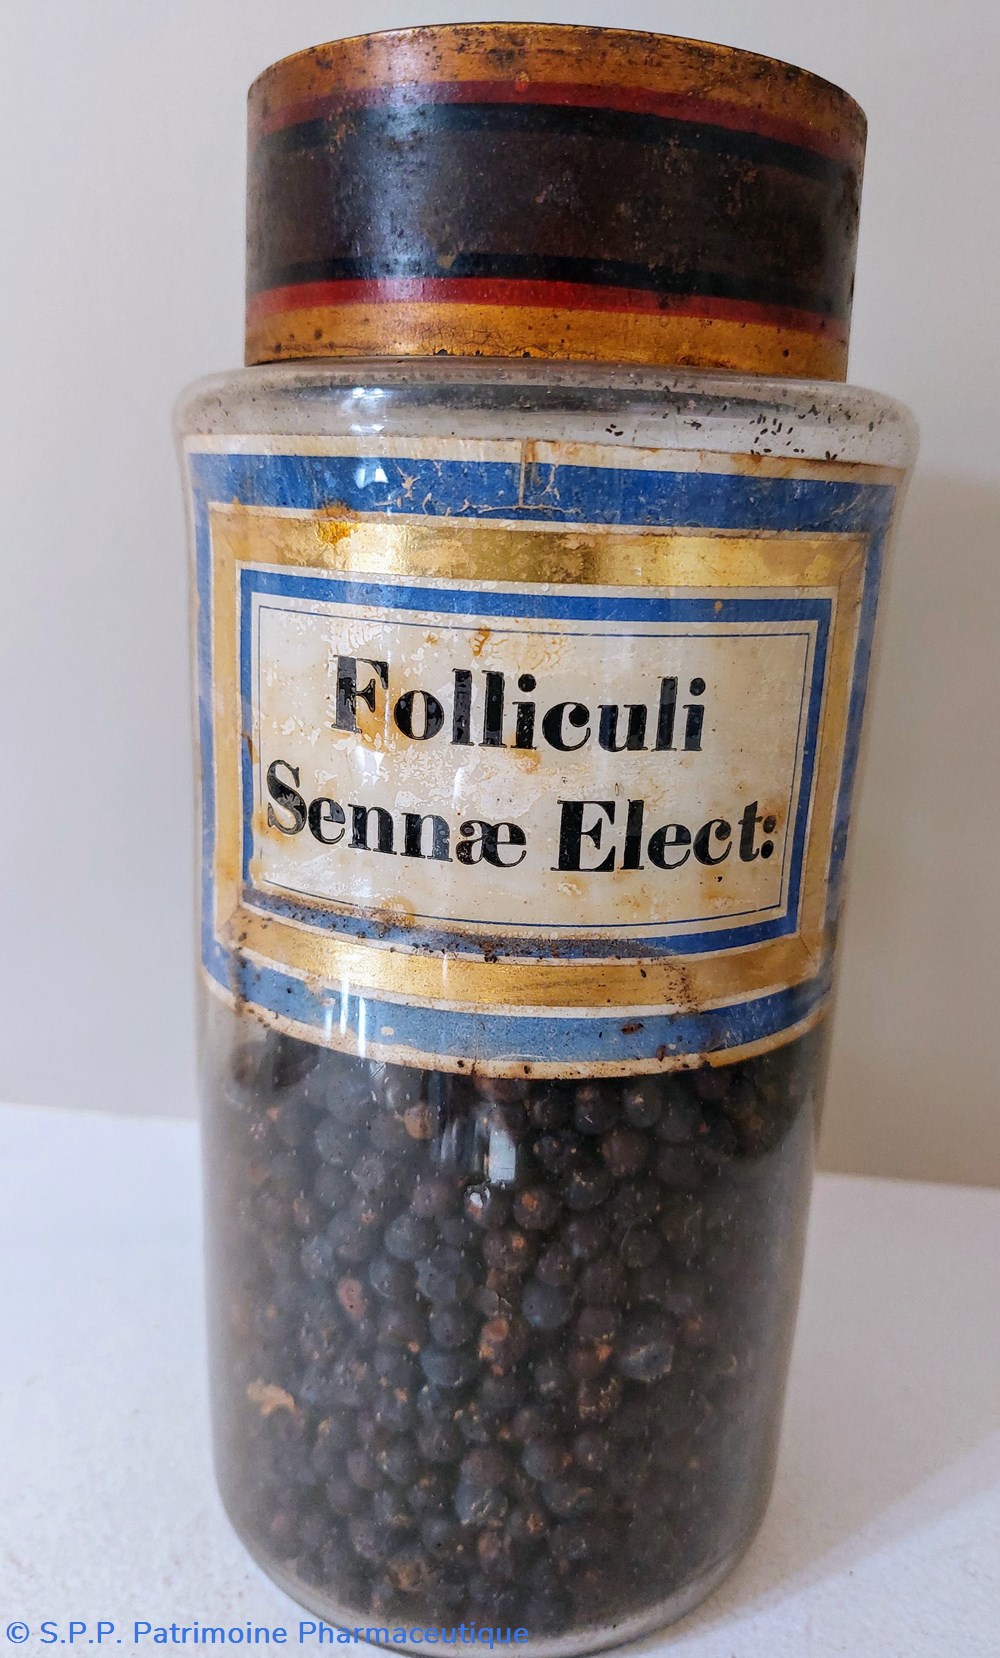 Folliculi
Sennæ Elect:
© S.P.P. Patrimoine Pharmaceutique